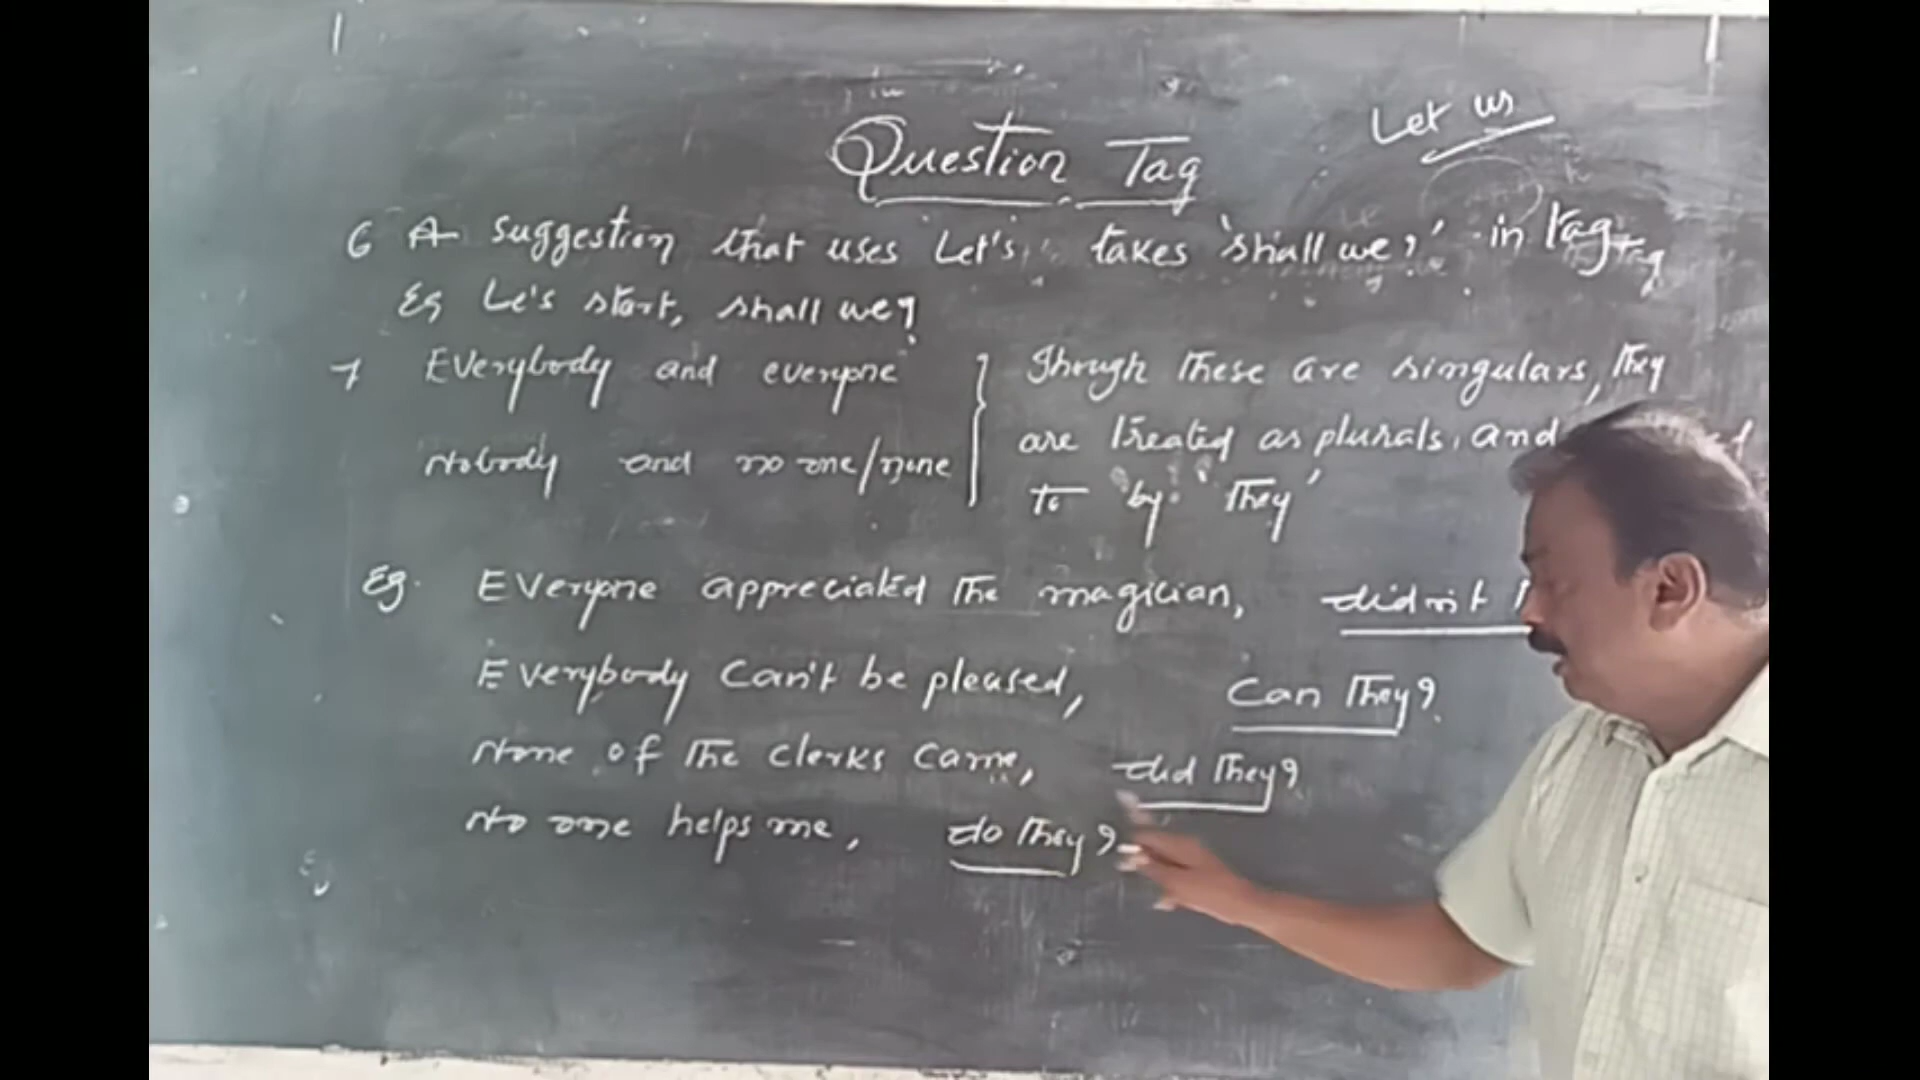 Let us
Question Tag
6 A suggestion that uses 'Let's' takes 'shall we?' in tag
tag
Eg Le's start, shall we?
7 Everybody and everyone
Nobody and no one/none
Though these are singulars, they
are treated as plurals, and
to by 'they'
Eg. Everyone appreciated the magician, didn't
Everybody can't be pleased, can they?
None of the clerks came, did they?
No one helps me, do they?